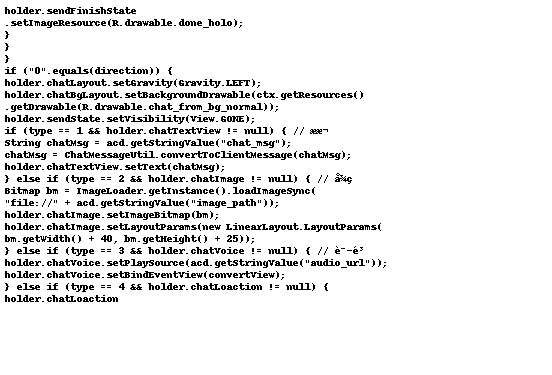 holder.sendFinishState
.setImageResource(R.drawable.done_holo);
}
}
}
if ("0".equals(direction)) {
holder.chatLayout.setGravity(Gravity.LEFT);
holder.chatBgLayout.setBackgroundDrawable(ctx.getResources()
.getDrawable(R.drawable.chat_from_bg_normal));
holder.sendState.setVisibility(View.GONE);
if (type == 1 && holder.chatTextView != null) { // ææ¬
String chatMsg = acd.getStringValue("chat_msg");
chatMsg = ChatMessageUtil.convertToClientMessage(chatMsg);
holder.chatTextView.setText(chatMsg);
} else if (type == 2 && holder.chatImage != null) { // å¾ç
Bitmap bm = ImageLoader.getInstance().loadImageSync(
"file://" + acd.getStringValue("image_path"));
holder.chatImage.setImageBitmap(bm);
holder.chatImage.setLayoutParams(new LinearLayout.LayoutParams(
bm.getWidth() + 40, bm.getHeight() + 25));
} else if (type == 3 && holder.chatVoice != null) { // è¯­é³
holder.chatVoice.setPlaySource(acd.getStringValue("audio_url"));
holder.chatVoice.setBindEventView(convertView);
} else if (type == 4 && holder.chatLoaction != null) {
holder.chatLoaction